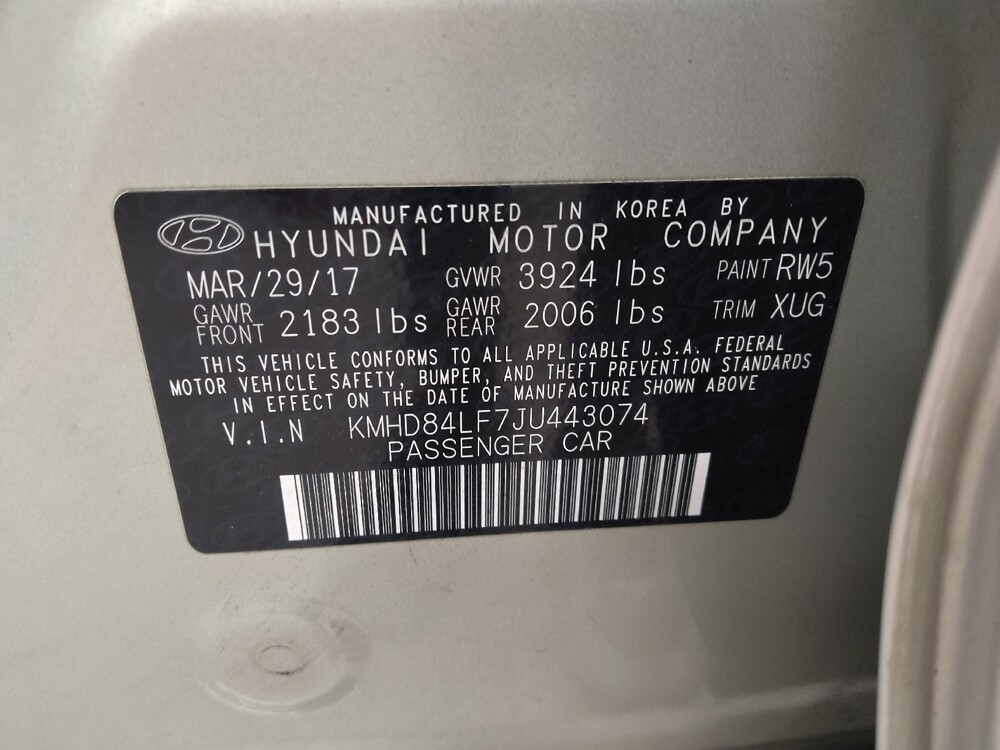 MANUFACTURED IN KOREA BY
HYUNDAI MOTOR COMPANY
MAR/29/17 GVWR 3924 lbs PAINT RW5
GAWR FRONT 2183 lbs GAWR REAR 2006 lbs TRIM XUG
THIS VEHICLE CONFORMS TO ALL APPLICABLE U.S.A. FEDERAL
MOTOR VEHICLE SAFETY, BUMPER, AND THEFT PREVENTION STANDARDS
IN EFFECT ON THE DATE OF MANUFACTURE SHOWN ABOVE
V.I.N KMHD84LF7JU443074
PASSENGER CAR